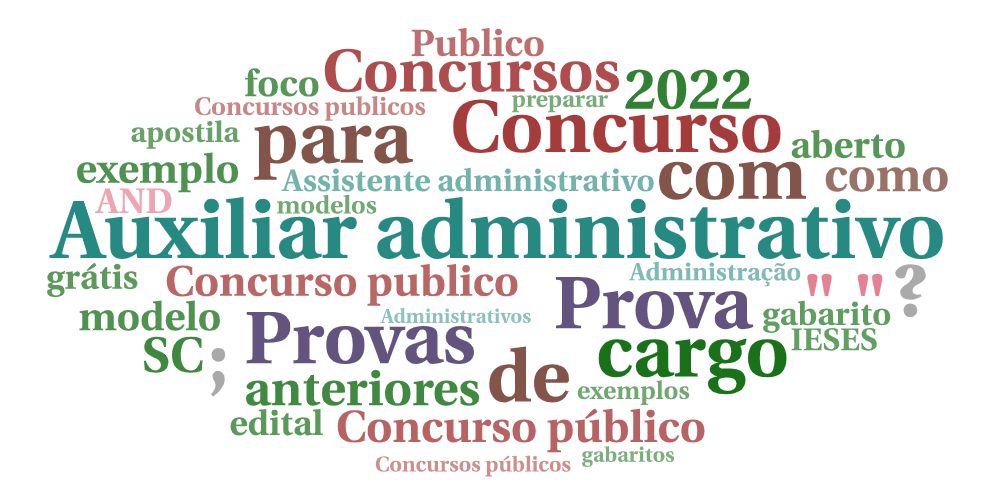 Publico
foco Concursos 2022
Concursos publicos preparar
apostila para Concurso aberto
exemplo Assistente administrativo com como
AND modelos
Auxiliar administrativo
grátis Concurso publico Administração " " ?
modelo Administrativos Prova gabarito
SC ; Provas cargo IESES
anteriores de exemplos
edital Concurso público
Concursos públicos gabaritos